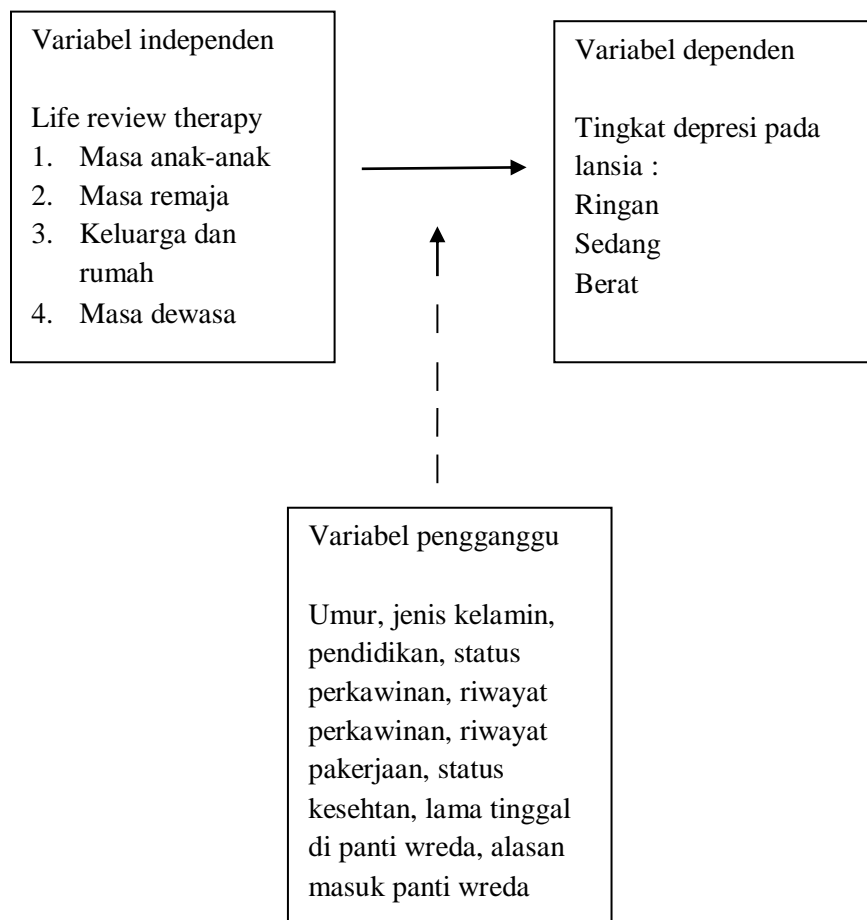 Variabel independen
Life review therapy
1. Masa anak-anak
2. Masa remaja
3. Keluarga dan
rumah
4. Masa dewasa
Variabel dependen
Tingkat depresi pada
lansia :
Ringan
Sedang
Berat
Variabel pengganggu
Umur, jenis kelamin,
pendidikan, status
perkawinan, riwayat
perkawinan, riwayat
pakerjaan, status
kesehtan, lama tinggal
di panti wreda, alasan
masuk panti wreda